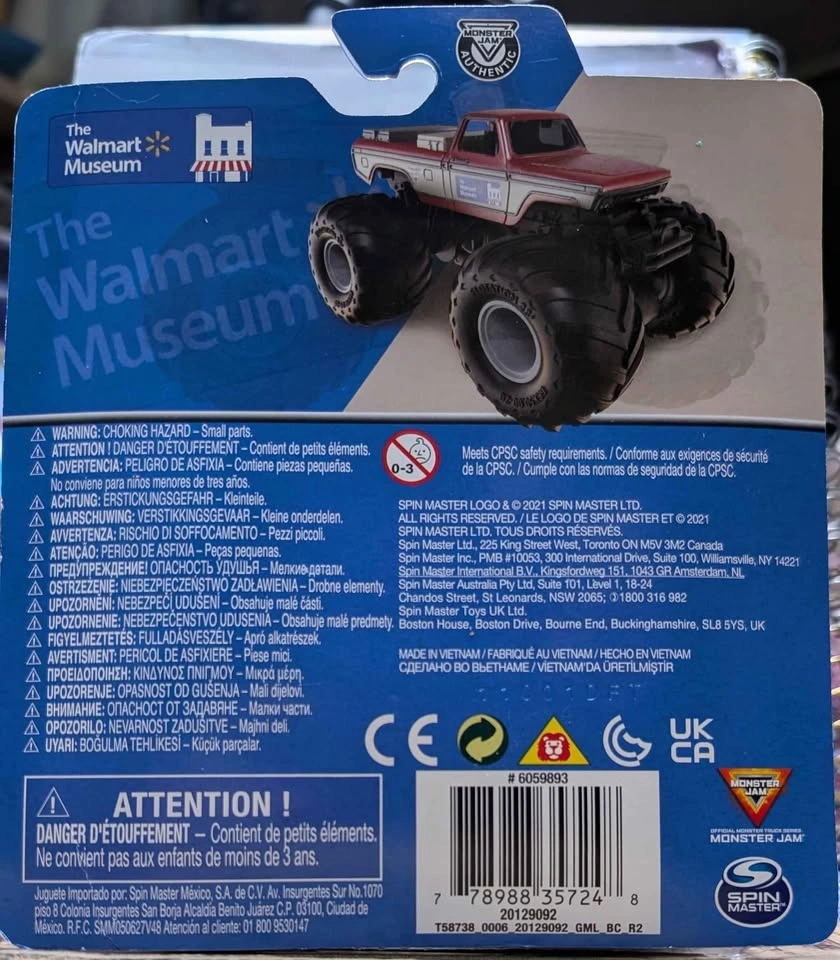 MONSTER JAM
AUTHENTIC
The
Walmart
Museum
The
Walmart
Museum
WARNING: CHOKING HAZARD – Small parts.
ATTENTION ! DANGER D'ÉTOUFFEMENT – Contient de petits éléments.
ADVERTENCIA: PELIGRO DE ASFIXIA – Contiene piezas pequeñas.
No conviene para niños menores de tres años.
ACHTUNG: ERSTICKUNGSGEFAHR – Kleinteile.
WAARSCHUWING: VERSTIKKINGSGEVAAR – Kleine onderdelen.
AVVERTENZA: RISCHIO DI SOFFOCAMENTO – Pezzi piccoli.
ATENÇÃO: PERIGO DE ASFIXIA – Peças pequenas.
ПРЕДУПРЕЖДЕНИЕ! ОПАСНОСТЬ УДУШЬЯ – Мелкие детали.
OSTRZEŻENIE: NIEBEZPIECZEŃSTWO ZADŁAWIENIA – Drobne elementy.
UPOZORNĚNÍ: NEBEZPEČÍ UDUŠENÍ – Obsahuje malé části.
UPOZORNENIE: NEBEZPEČENSTVO UDUSENIA – Obsahuje malé predmety.
FIGYELMEZTETÉS: FULLADÁSVESZÉLY – Apró alkatrészek.
AVERTISMENT: PERICOL DE ASFIXIERE – Piese mici.
ΠΡΟΕΙΔΟΠΟΙΗΣΗ: ΚΙΝΔΥΝΟΣ ΠΝΙΓΜΟΥ – Μικρά μέρη.
UPOZORENJE: OPASNOST OD GUŠENJA – Mali dijelovi.
ВНИМАНИЕ: ОПАСНОСТ ОТ ЗАДАВЯНЕ – Малки части.
OPOZORILO: NEVARNOST ZADUŠITVE – Majhni deli.
UYARI: BOĞULMA TEHLİKESİ – Küçük parçalar.
0-3
Meets CPSC safety requirements. / Conforme aux exigences de sécurité
de la CPSC. / Cumple con las normas de seguridad de la CPSC.
SPIN MASTER LOGO & © 2021 SPIN MASTER LTD.
ALL RIGHTS RESERVED. / LE LOGO DE SPIN MASTER ET © 2021
SPIN MASTER LTD. TOUS DROITS RÉSERVÉS.
Spin Master Ltd., 225 King Street West, Toronto ON M5V 3M2 Canada
Spin Master Inc., PMB #10053, 300 International Drive, Suite 100, Williamsville, NY 14221
Spin Master International B.V., Kingsfordweg 151, 1043 GR Amsterdam, NL
Spin Master Australia Pty Ltd, Suite 101, Level 1, 18-24
Chandos Street, St Leonards, NSW 2065; 1800 316 982
Spin Master Toys UK Ltd.
Boston House, Boston Drive, Bourne End, Buckinghamshire, SL8 5YS, UK
MADE IN VIETNAM / FABRIQUÉ AU VIETNAM / HECHO EN VIETNAM
СДЕЛАНО ВО ВЬЕТНАМЕ / VİETNAM'DA ÜRETİLMİŞTİR
CE
UK
CA
ATTENTION !
DANGER D'ÉTOUFFEMENT – Contient de petits éléments.
Ne convient pas aux enfants de moins de 3 ans.
Juguete Importado por: Spin Master México, S.A. de C.V. Av. Insurgentes Sur No.1070
piso 8 Colonia Insurgentes San Borja Alcaldía Benito Juárez C.P. 03100, Ciudad de
México. R.F.C. SMM050627V48 Atención al cliente: 01 800 9530147
# 6059893
7 78988 35724 8
20129092
T58738_0006_20129092_GML_BC_R2
MONSTER JAM
OFFICIAL MONSTER TRUCK SERIES
MONSTER JAM
SPIN MASTER